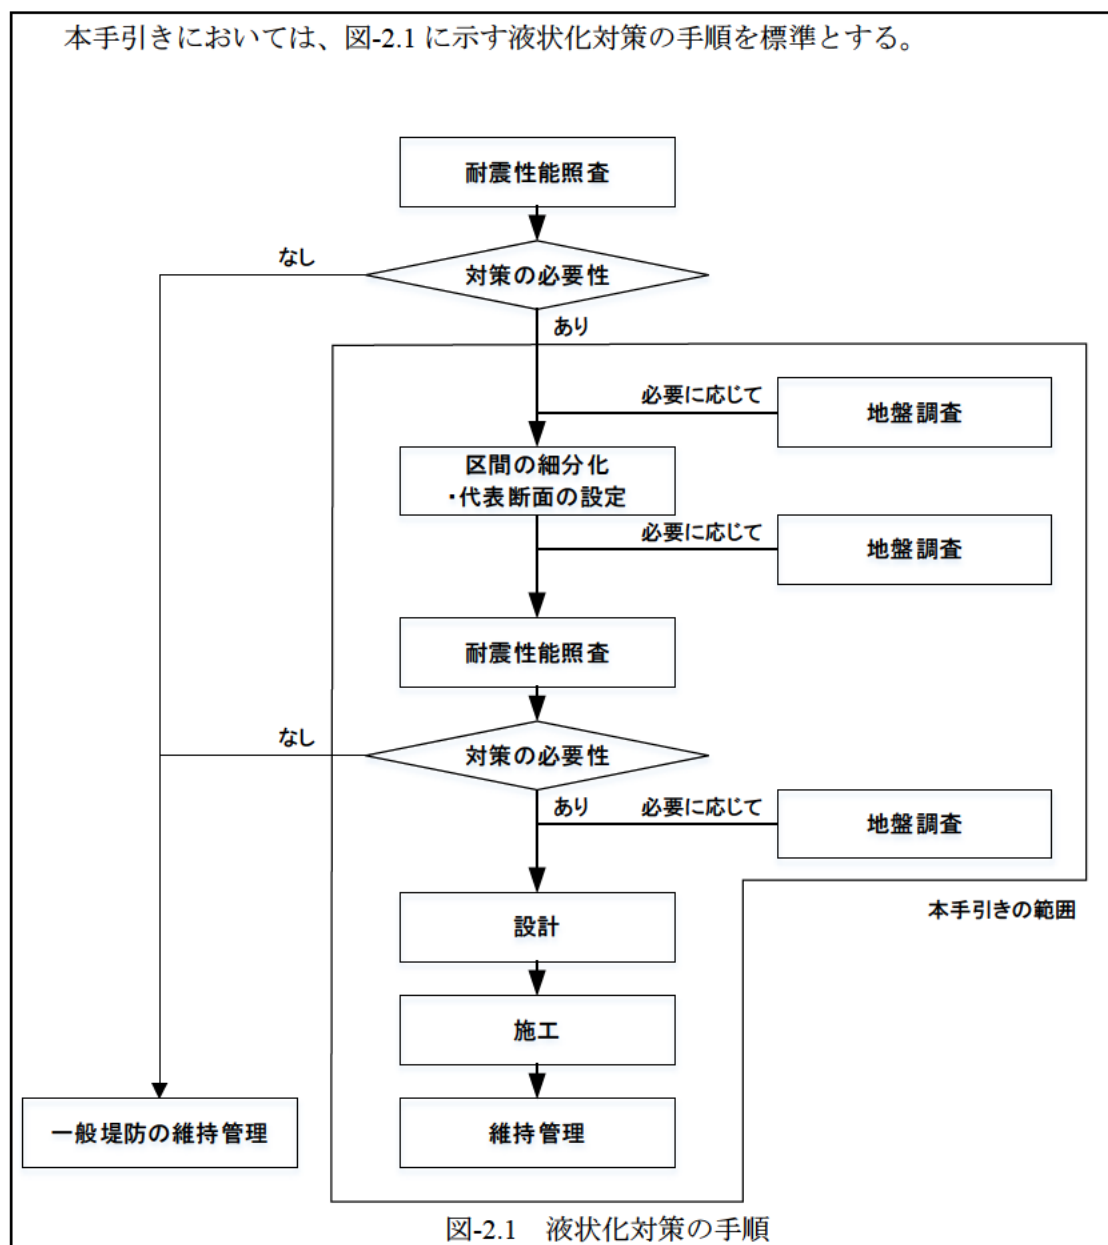 本手引きにおいては、図-2.1 に示す液状化対策の手順を標準とする。
耐震性能照査
なし
対策の必要性
あり
必要に応じて
地盤調査
区間の細分化
・代表断面の設定
必要に応じて
地盤調査
耐震性能照査
なし
対策の必要性
あり
必要に応じて
地盤調査
設計
本手引きの範囲
施工
一般堤防の維持管理
維持管理
図-2.1 液状化対策の手順